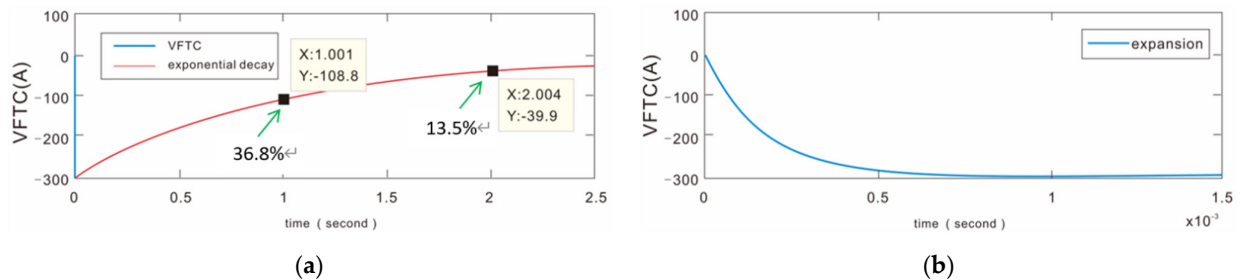 100
0
-100
-200
-300
VFTC(A)
VFTC
exponential decay
X:1.001
Y:-108.8
36.8%↵
X:2.004
Y:-39.9
13.5%↵
0
0.5
1
1.5
2
2.5
time ( second )
(a)
100
0
-100
-200
-300
VFTC(A)
expansion
0
0.5
1
1.5
x10⁻³
time ( second )
(b)